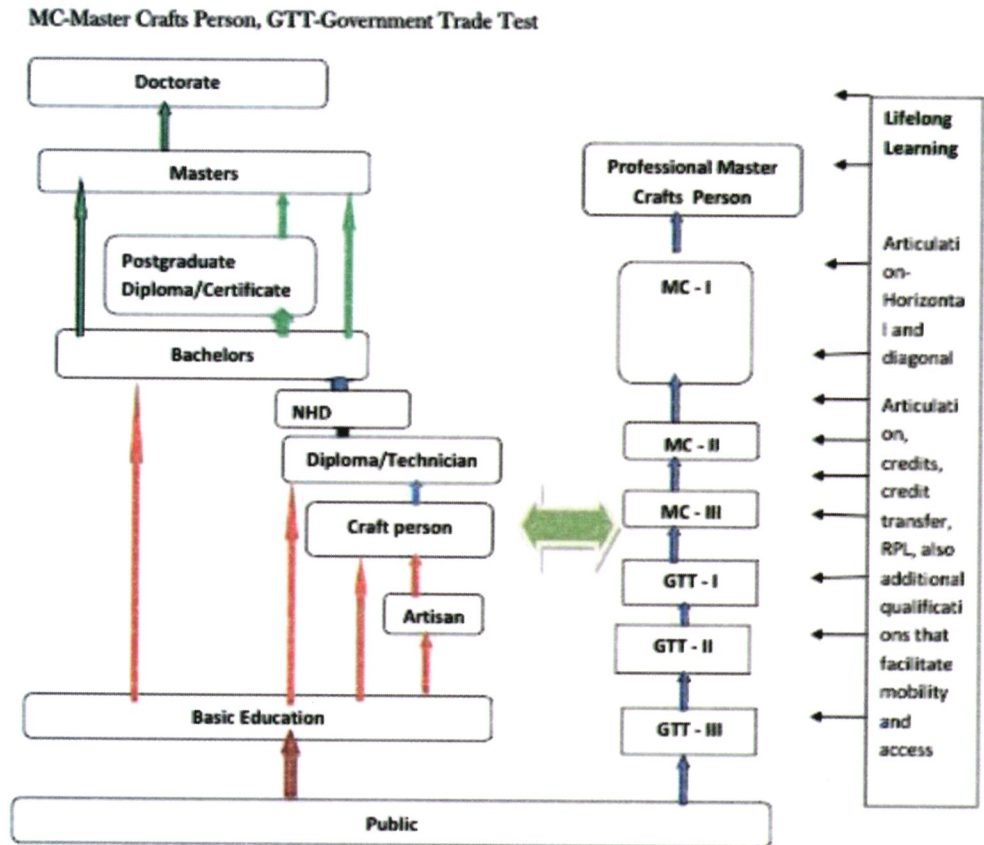 MC-Master Crafts Person, GTT-Government Trade Test
Doctorate
Masters
Postgraduate
Diploma/Certificate
Bachelors
NHD
Diploma/Technician
Craft person
Artisan
Basic Education
Public
Professional Master
Crafts Person
MC - I
MC - II
MC - III
GTT - I
GTT - II
GTT - III
Lifelong
Learning
Articulati
on-
Horizonta
l and
diagonal
Articulati
on,
credits,
credit
transfer,
RPL, also
additional
qualificati
ons that
facilitate
mobility
and
access